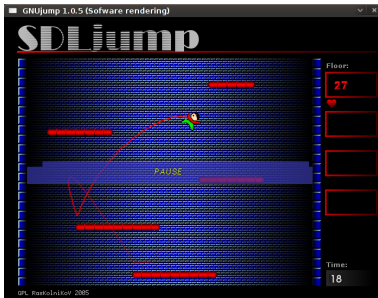 GNUjump 1.0.5 (Sofware rendering)
SDLjump
Floor:
27
PAUSE
Time:
18
GPL RasKolniKoV 2005